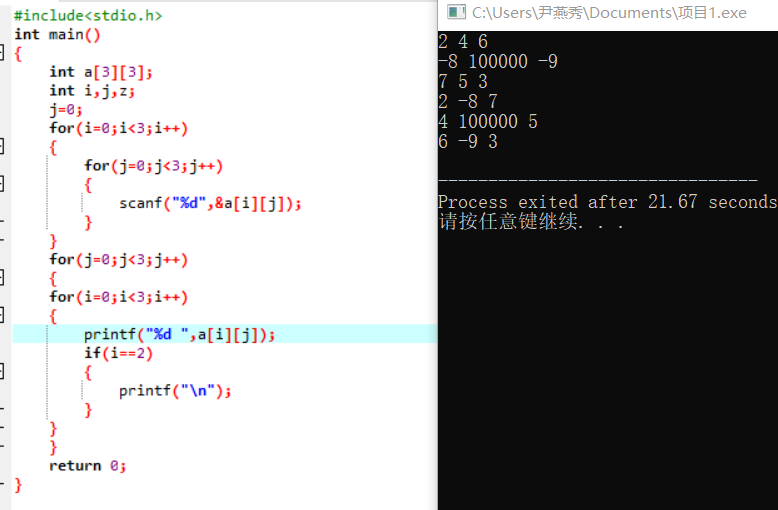 #include<stdio.h>
int main()
{
int a[3][3];
int i,j,z;
j=0;
for(i=0;i<3;i++)
{
for(j=0;j<3;j++)
{
scanf("%d",&a[i][j]);
}
}
for(j=0;j<3;j++)
{
for(i=0;i<3;i++)
{
printf("%d ",a[i][j]);
if(i==2)
{
printf("\n");
}
}
}
return 0;
}
C:\Users\尹燕秀\Documents\项目1.exe
2 4 6
-8 100000 -9
7 5 3
2 -8 7
4 100000 5
6 -9 3
--------------------------------
Process exited after 21.67 seconds
请按任意键继续. . .